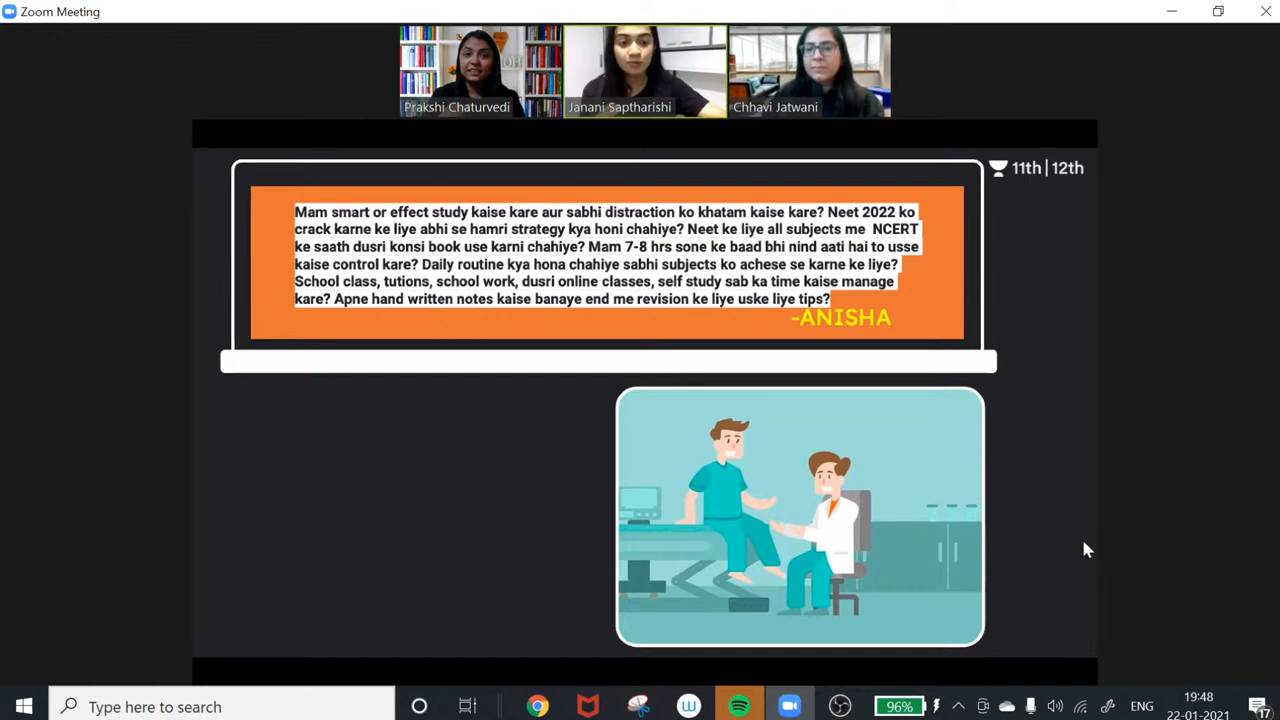 Zoom Meeting
Prakshi Chaturvedi
Janani Saptharishi
Chhavi Jatwani
11th | 12th
Mam smart or effect study kaise kare aur sabhi distraction ko khatam kaise kare? Neet 2022 ko
crack karne ke liye abhi se hamri strategy kya honi chahiye? Neet ke liye all subjects me NCERT
ke saath dusri konsi book use karni chahiye? Mam 7-8 hrs sone ke baad bhi nind aati hai to usse
kaise control kare? Daily routine kya hona chahiye sabhi subjects ko achese se karne ke liye?
School class, tutions, school work, dusri online classes, self study sab ka time kaise manage
kare? Apne hand written notes kaise banaye end me revision ke liye uske liye tips?
-ANISHA
Type here to search
96%
ENG
19:48
22-01-2021
17